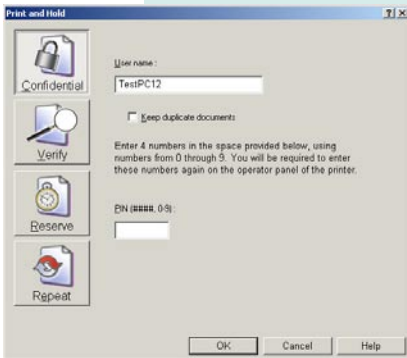 Print and Hold
Confidential
Verify
Reserve
Repeat
User name :
TestPC12
Keep duplicate documents
Enter 4 numbers in the space provided below, using
numbers from 0 through 9. You will be required to enter
these numbers again on the operator panel of the printer.
PIN (####, 0-9) :
OK
Cancel
Help